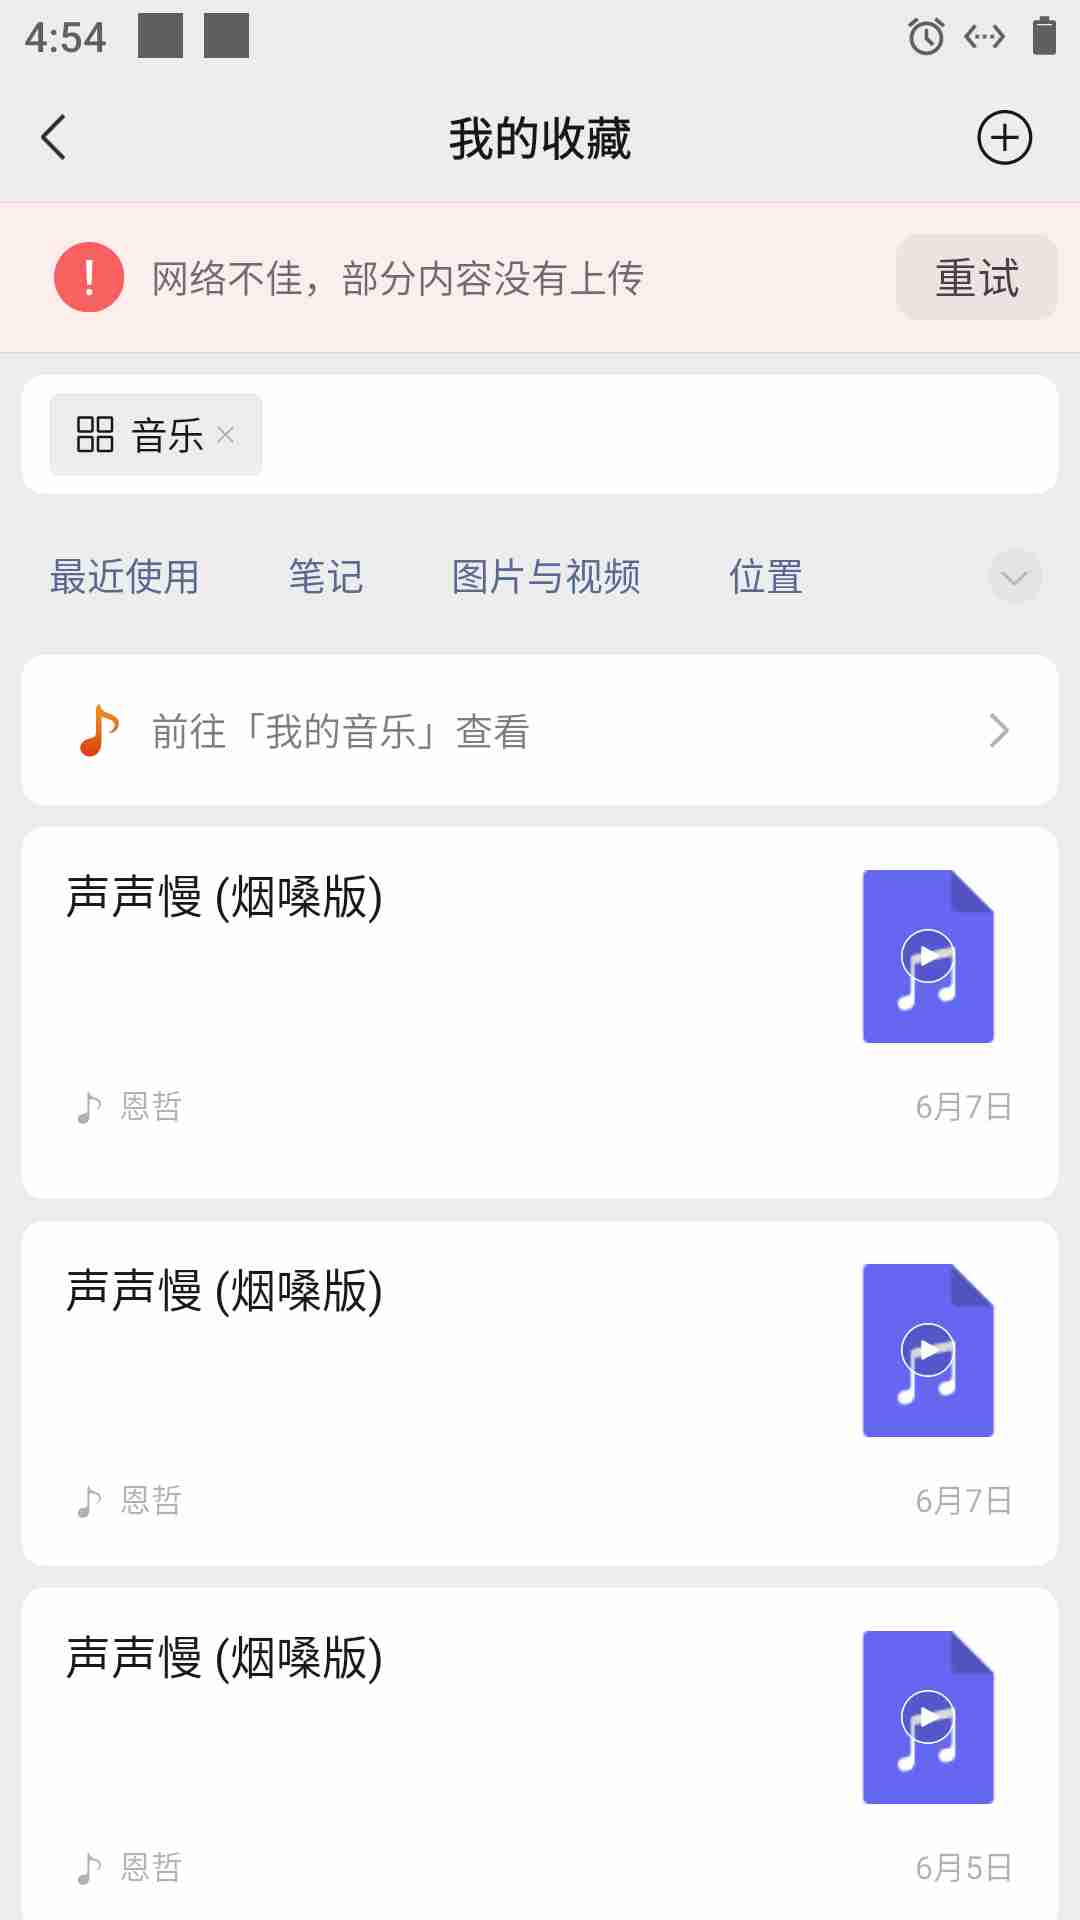 4:54
我的收藏
网络不佳，部分内容没有上传
重试
音乐
最近使用 笔记 图片与视频 位置
前往「我的音乐」查看
声声慢 (烟嗓版)
恩哲 6月7日
声声慢 (烟嗓版)
恩哲 6月7日
声声慢 (烟嗓版)
恩哲 6月5日